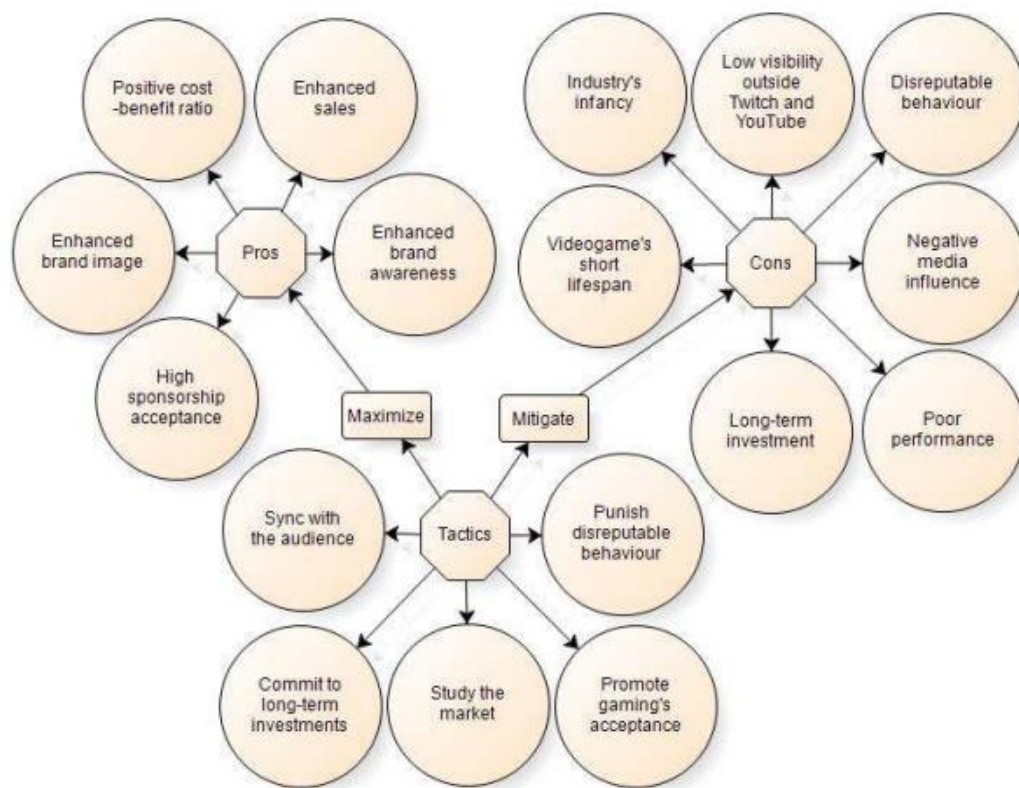 Positive cost
-benefit ratio
Enhanced
sales
Enhanced
brand image
Pros
Enhanced
brand
awareness
High
sponsorship
acceptance
Industry's
infancy
Low visibility
outside
Twitch and
YouTube
Disreputable
behaviour
Videogame's
short
lifespan
Cons
Negative
media
influence
Long-term
investment
Poor
performance
Maximize
Mitigate
Sync with
the audience
Tactics
Punish
disreputable
behaviour
Commit to
long-term
investments
Study the
market
Promote
gaming's
acceptance